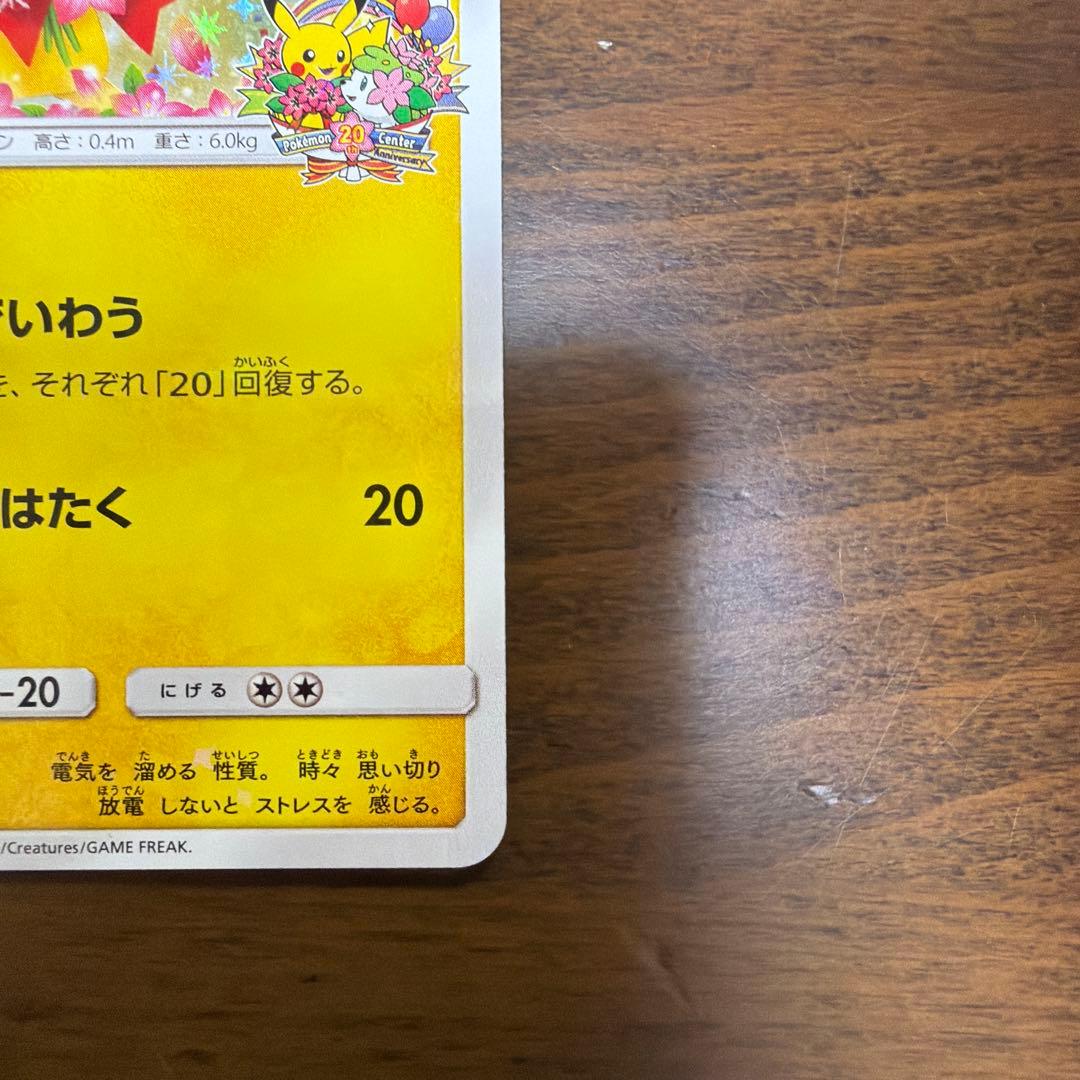 Pokémon 20th Center
Anniversary
ン 高さ：0.4m 重さ：6.0kg
いわう
かいふく
、それぞれ「20」回復する。
はたく 20
−20 にげる
でんき た せいしつ ときどき おも き
電気を 溜める 性質。 時々 思い切り
ほうでん かん
放電 しないと ストレスを 感じる。
/Creatures/GAME FREAK.